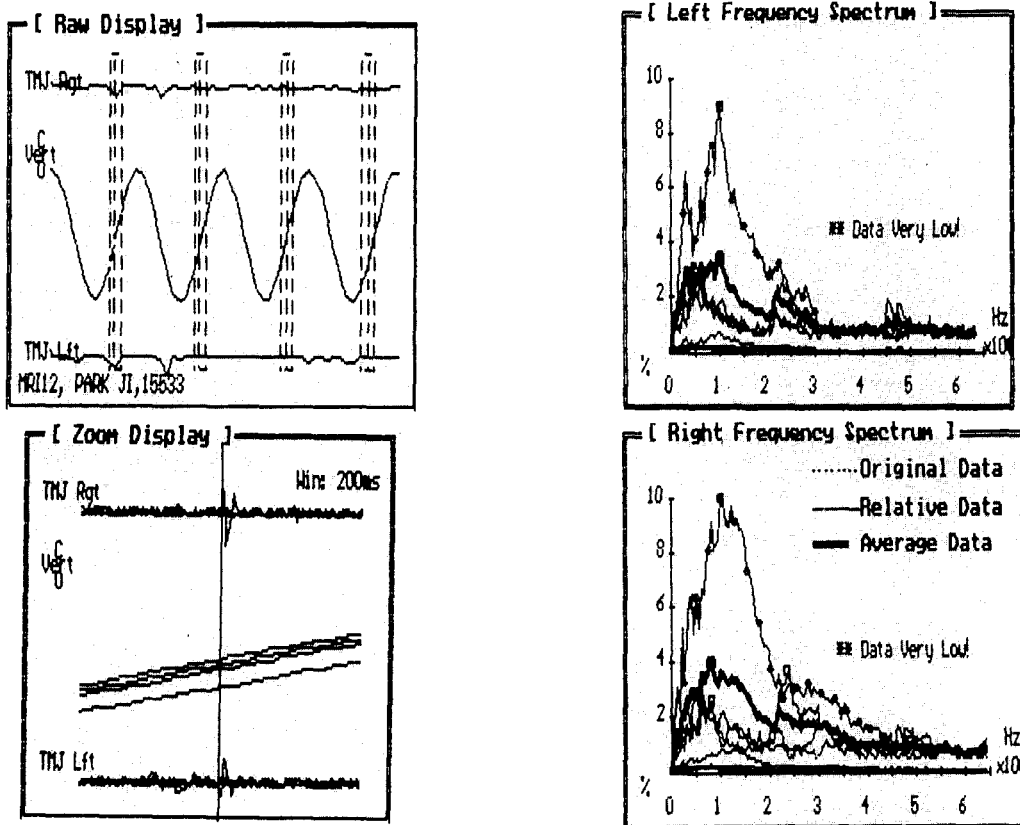 [ Raw Display ]
TMJ Rgt
Vert
TMJ Lft
MRI12, PARK JI,15533
[ Left Frequency Spectrum ]
10
8
6
4
2
** Data Very Low!
Hz
x100
%
0 1 2 3 4 5 6
[ Zoom Display ]
TMJ Rgt
Win: 200ms
Vert
TMJ Lft
[ Right Frequency Spectrum ]
Original Data
Relative Data
Average Data
10
8
6
4
2
** Data Very Low!
Hz
x100
%
0 1 2 3 4 5 6